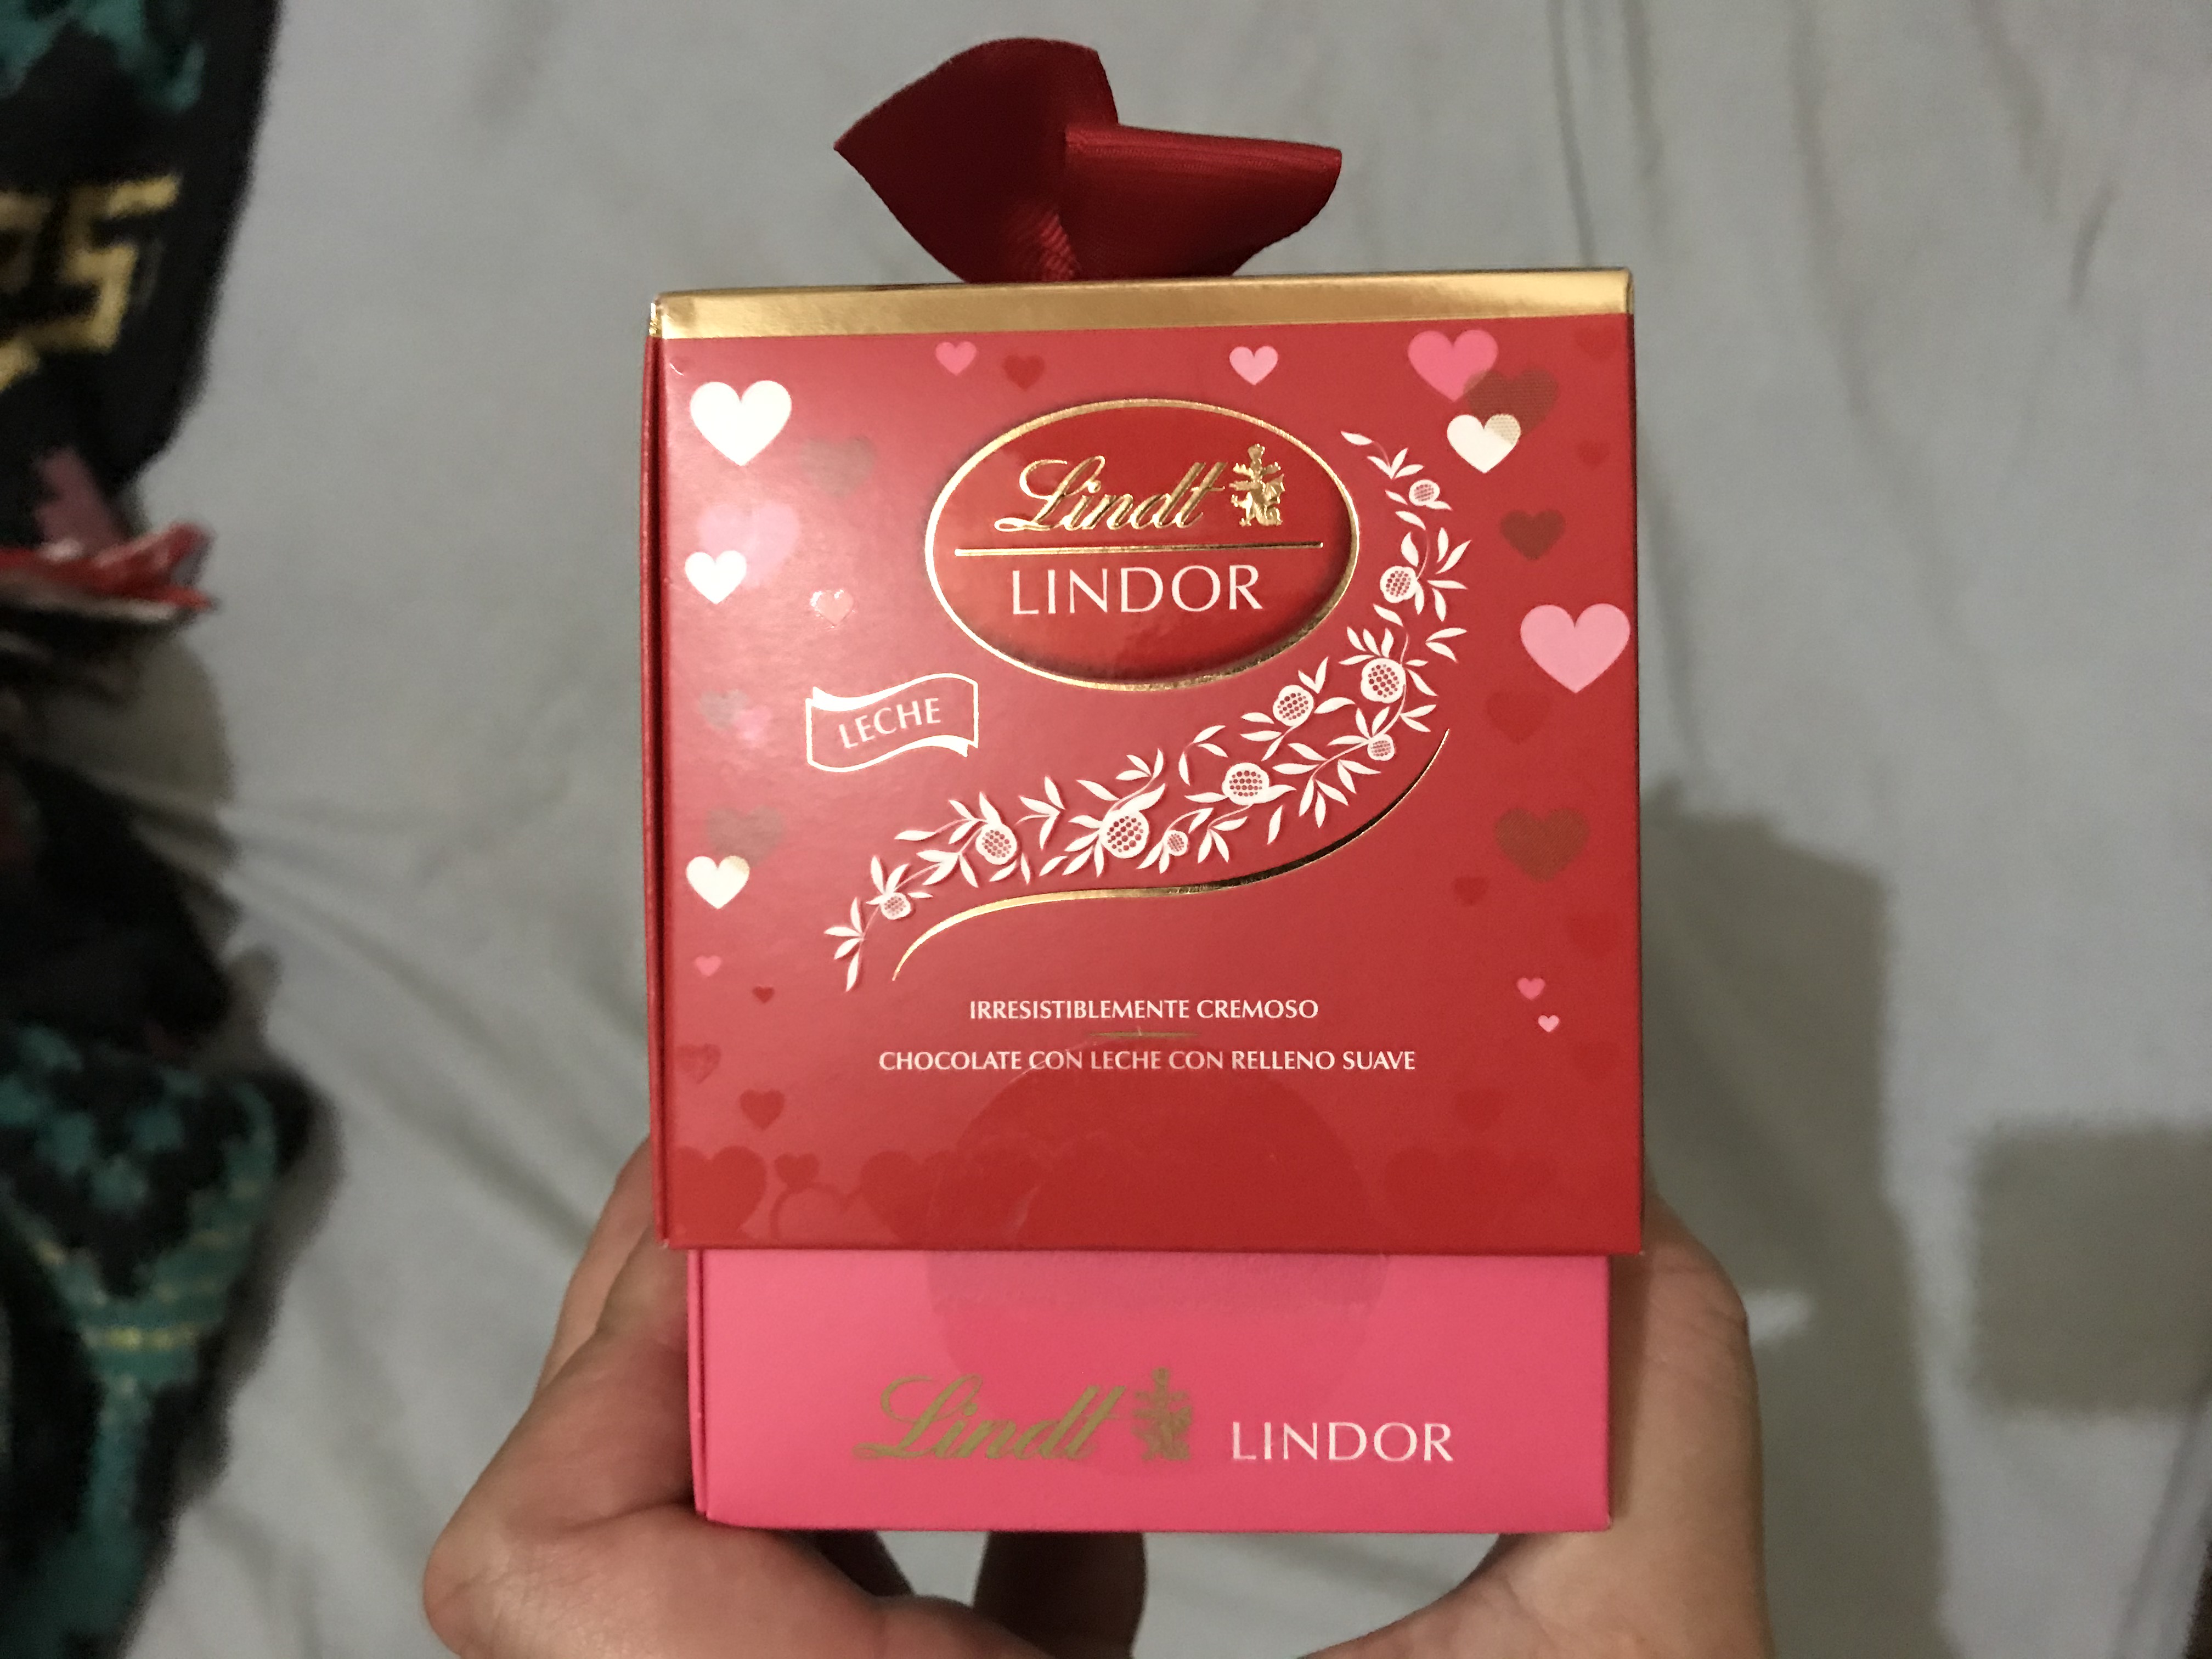 Lindt
LINDOR
LECHE
IRRESISTIBLEMENTE CREMOSO
CHOCOLATE CON LECHE CON RELLENO SUAVE
Lindt LINDOR